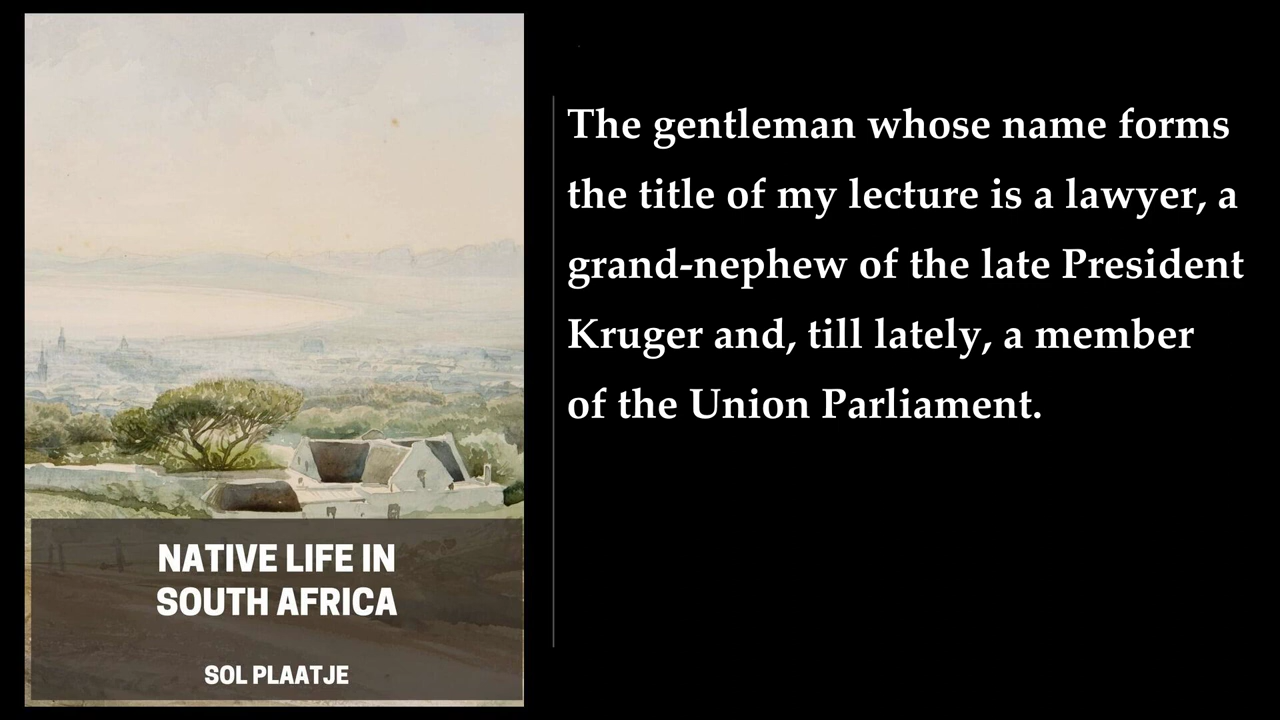 NATIVE LIFE IN
SOUTH AFRICA
SOL PLAATJE
The gentleman whose name forms
the title of my lecture is a lawyer, a
grand-nephew of the late President
Kruger and, till lately, a member
of the Union Parliament.